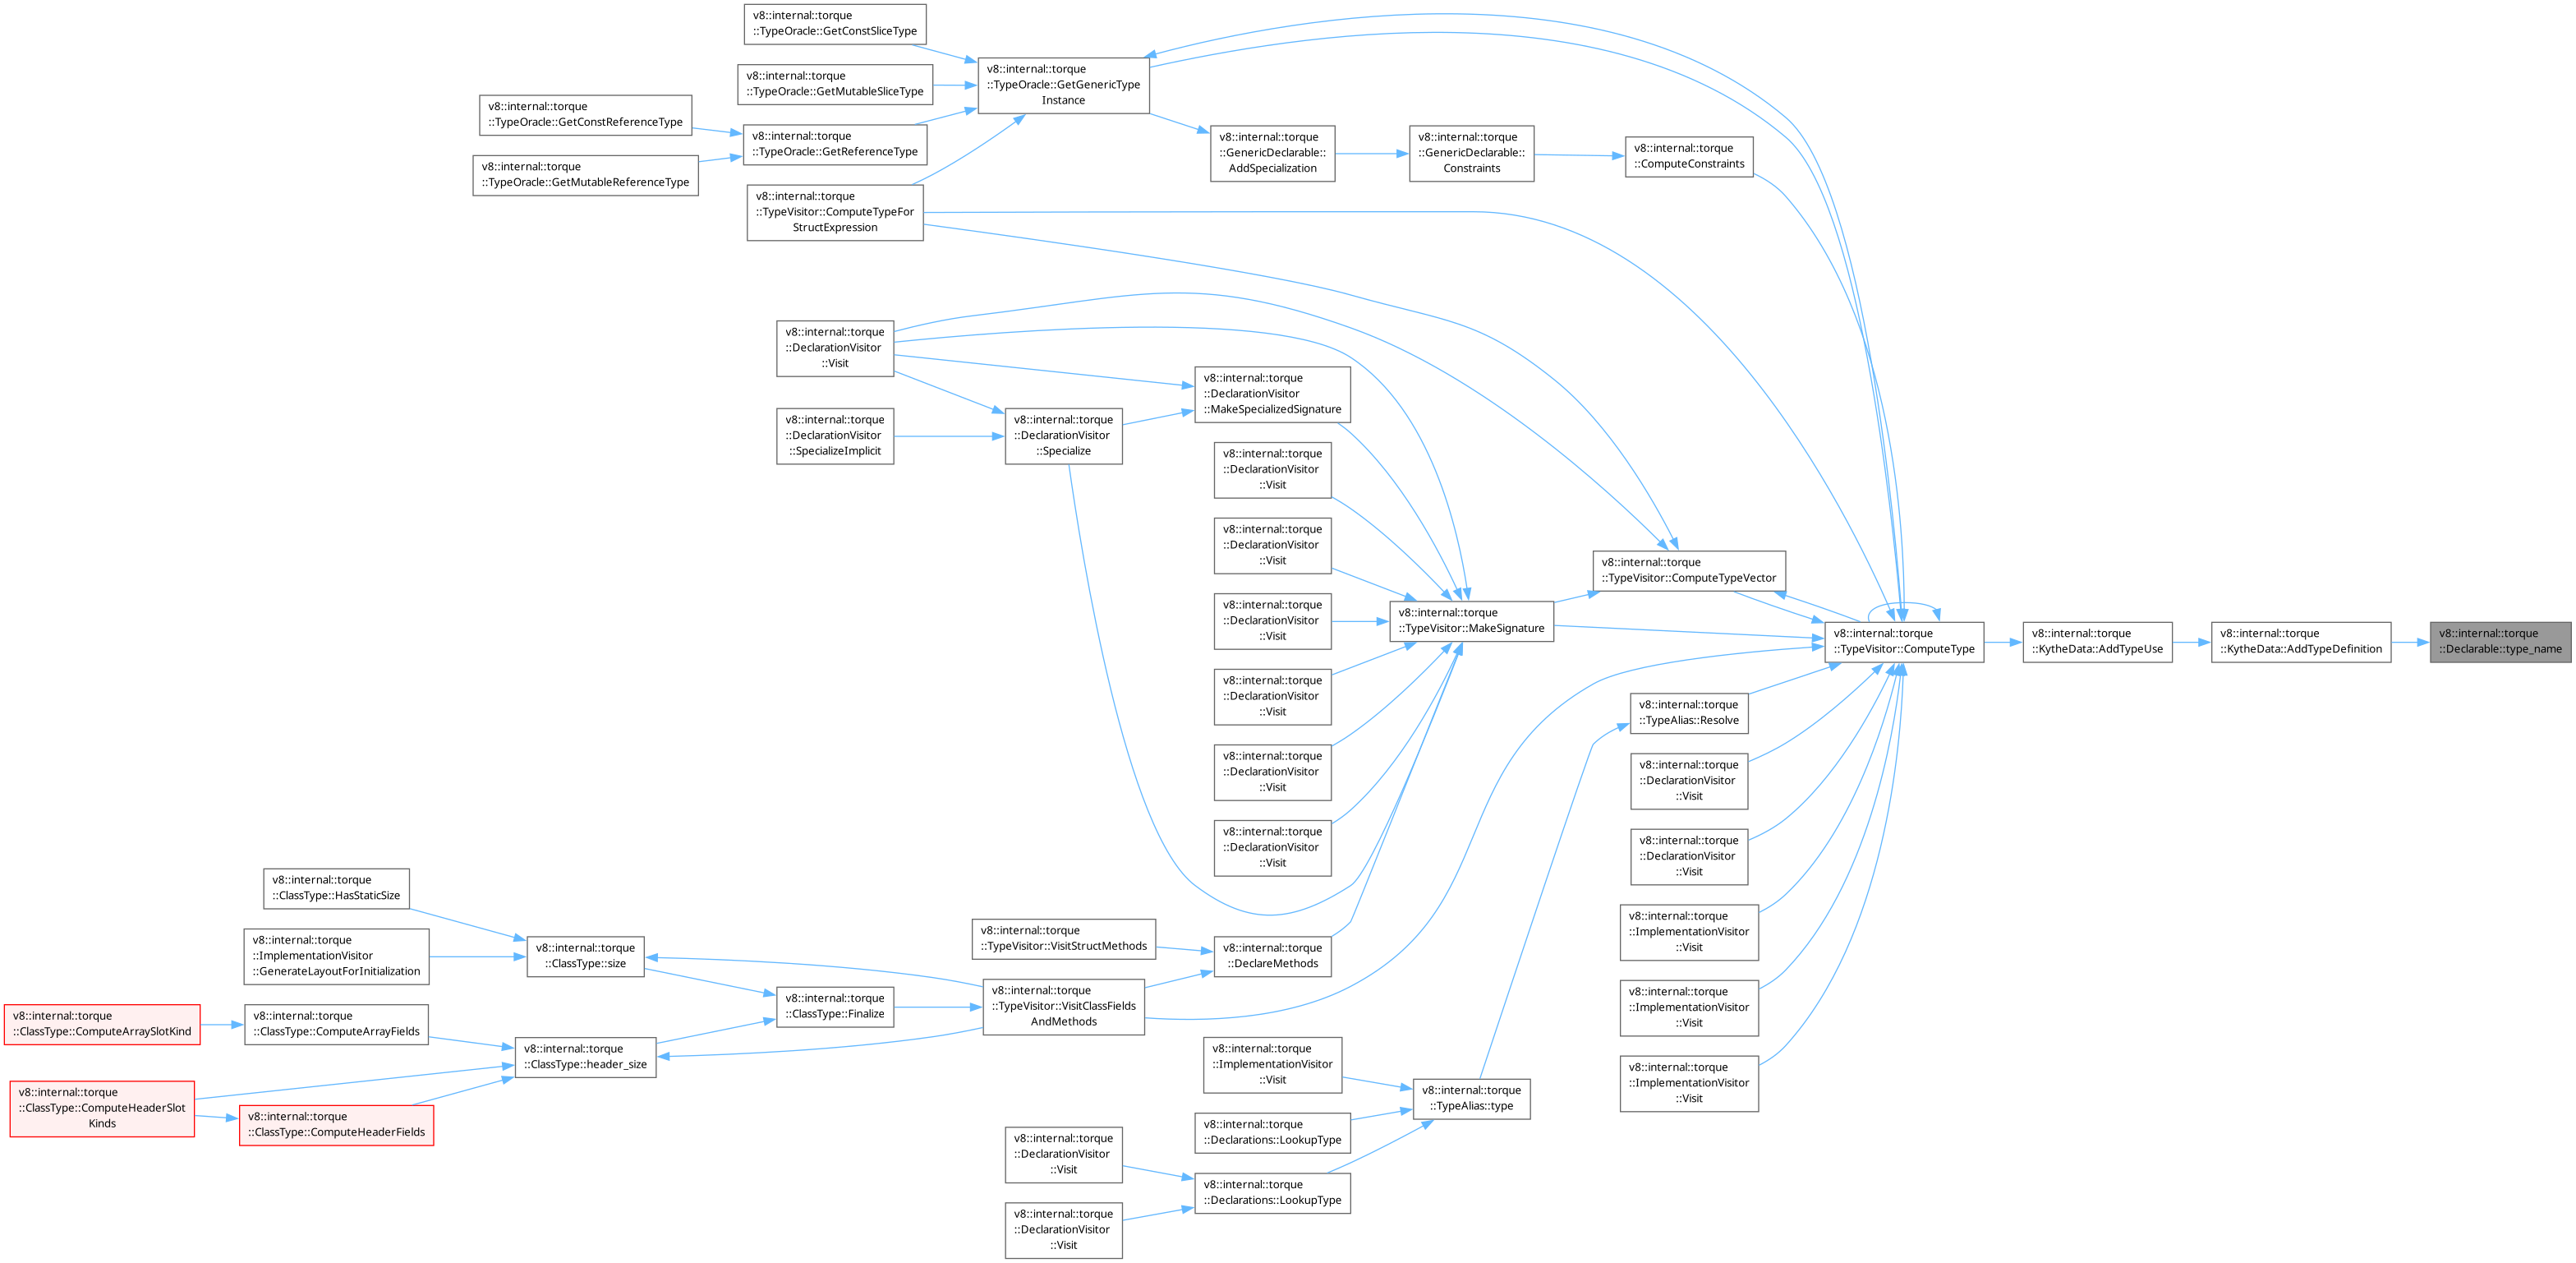 v8::internal::torque
::TypeOracle::GetConstSliceType
v8::internal::torque
::TypeOracle::GetMutableSliceType
v8::internal::torque
::TypeOracle::GetGenericType
Instance
v8::internal::torque
::TypeOracle::GetConstReferenceType
v8::internal::torque
::TypeOracle::GetReferenceType
v8::internal::torque
::TypeOracle::GetMutableReferenceType
v8::internal::torque
::GenericDeclarable::
AddSpecialization
v8::internal::torque
::GenericDeclarable::
Constraints
v8::internal::torque
::ComputeConstraints
v8::internal::torque
::TypeVisitor::ComputeTypeFor
StructExpression
v8::internal::torque
::DeclarationVisitor
::Visit
v8::internal::torque
::DeclarationVisitor
::MakeSpecializedSignature
v8::internal::torque
::DeclarationVisitor
::SpecializeImplicit
v8::internal::torque
::DeclarationVisitor
::Specialize
v8::internal::torque
::DeclarationVisitor
::Visit
v8::internal::torque
::DeclarationVisitor
::Visit
v8::internal::torque
::DeclarationVisitor
::Visit
v8::internal::torque
::DeclarationVisitor
::Visit
v8::internal::torque
::DeclarationVisitor
::Visit
v8::internal::torque
::DeclarationVisitor
::Visit
v8::internal::torque
::TypeVisitor::MakeSignature
v8::internal::torque
::TypeVisitor::ComputeTypeVector
v8::internal::torque
::TypeVisitor::ComputeType
v8::internal::torque
::KytheData::AddTypeUse
v8::internal::torque
::KytheData::AddTypeDefinition
v8::internal::torque
::Declarable::type_name
v8::internal::torque
::TypeAlias::Resolve
v8::internal::torque
::DeclarationVisitor
::Visit
v8::internal::torque
::DeclarationVisitor
::Visit
v8::internal::torque
::ImplementationVisitor
::Visit
v8::internal::torque
::ImplementationVisitor
::Visit
v8::internal::torque
::ImplementationVisitor
::Visit
v8::internal::torque
::ClassType::HasStaticSize
v8::internal::torque
::ImplementationVisitor
::GenerateLayoutForInitialization
v8::internal::torque
::ClassType::size
v8::internal::torque
::TypeVisitor::VisitStructMethods
v8::internal::torque
::DeclareMethods
v8::internal::torque
::ClassType::Finalize
v8::internal::torque
::TypeVisitor::VisitClassFields
AndMethods
v8::internal::torque
::ClassType::ComputeArraySlotKind
v8::internal::torque
::ClassType::ComputeArrayFields
v8::internal::torque
::ClassType::header_size
v8::internal::torque
::ClassType::ComputeHeaderSlot
Kinds
v8::internal::torque
::ClassType::ComputeHeaderFields
v8::internal::torque
::ImplementationVisitor
::Visit
v8::internal::torque
::TypeAlias::type
v8::internal::torque
::Declarations::LookupType
v8::internal::torque
::DeclarationVisitor
::Visit
v8::internal::torque
::Declarations::LookupType
v8::internal::torque
::DeclarationVisitor
::Visit